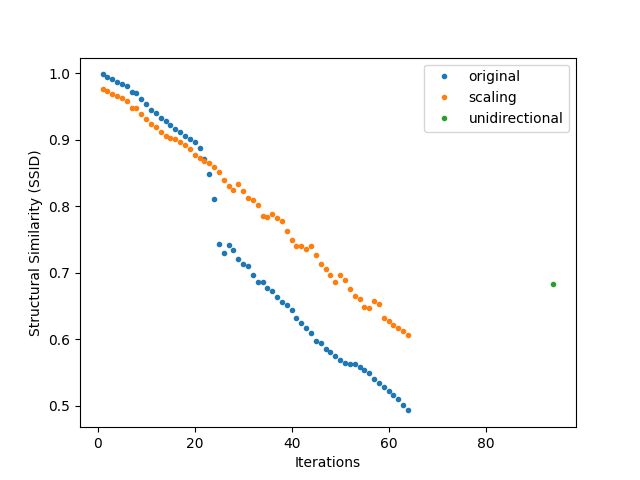 original
scaling
unidirectional
1.0
0.9
0.8
0.7
0.6
0.5
Structural Similarity (SSID)
0 20 40 60 80
Iterations